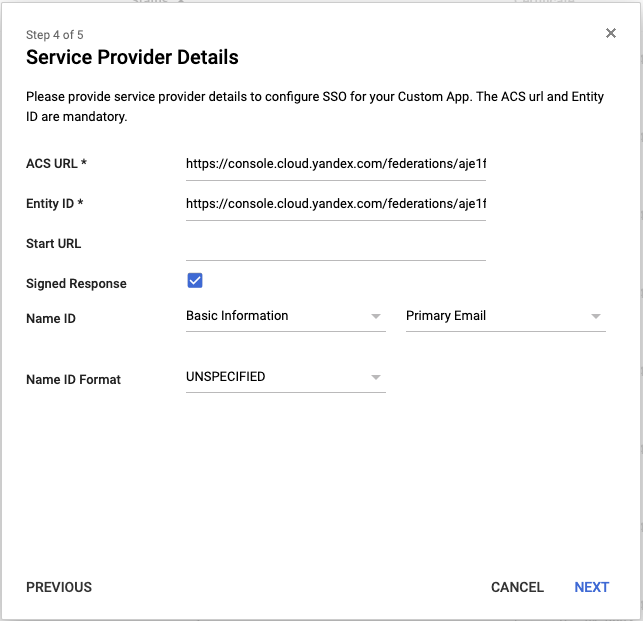 Step 4 of 5
Service Provider Details
Please provide service provider details to configure SSO for your Custom App. The ACS url and Entity
ID are mandatory.
ACS URL * https://console.cloud.yandex.com/federations/aje1f
Entity ID * https://console.cloud.yandex.com/federations/aje1f
Start URL
Signed Response
Name ID Basic Information Primary Email
Name ID Format UNSPECIFIED
PREVIOUS CANCEL NEXT